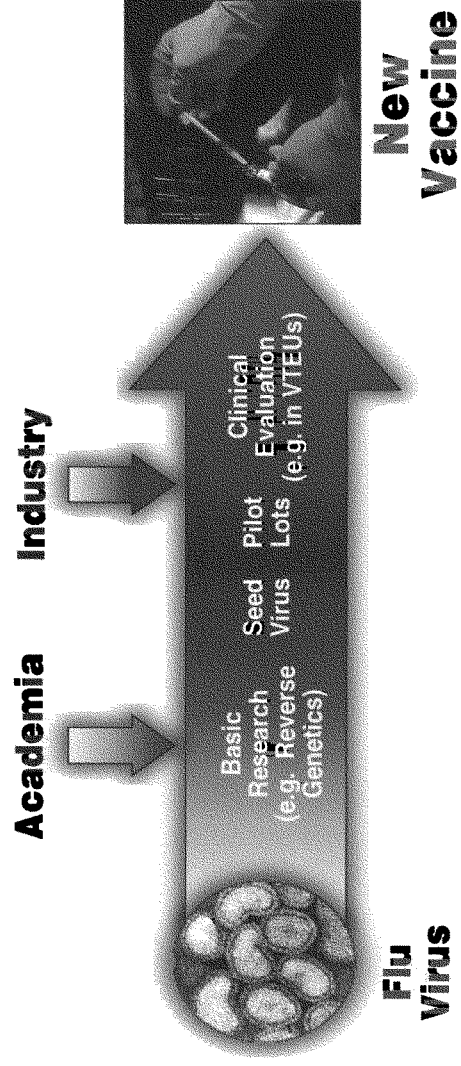 Academia
Industry
Basic
Research
(e.g. Reverse
Genetics)
Seed
Virus
Pilot
Lots
Clinical
Evaluation
(e.g. in VTEUs)
Flu
Virus
New
Vaccine